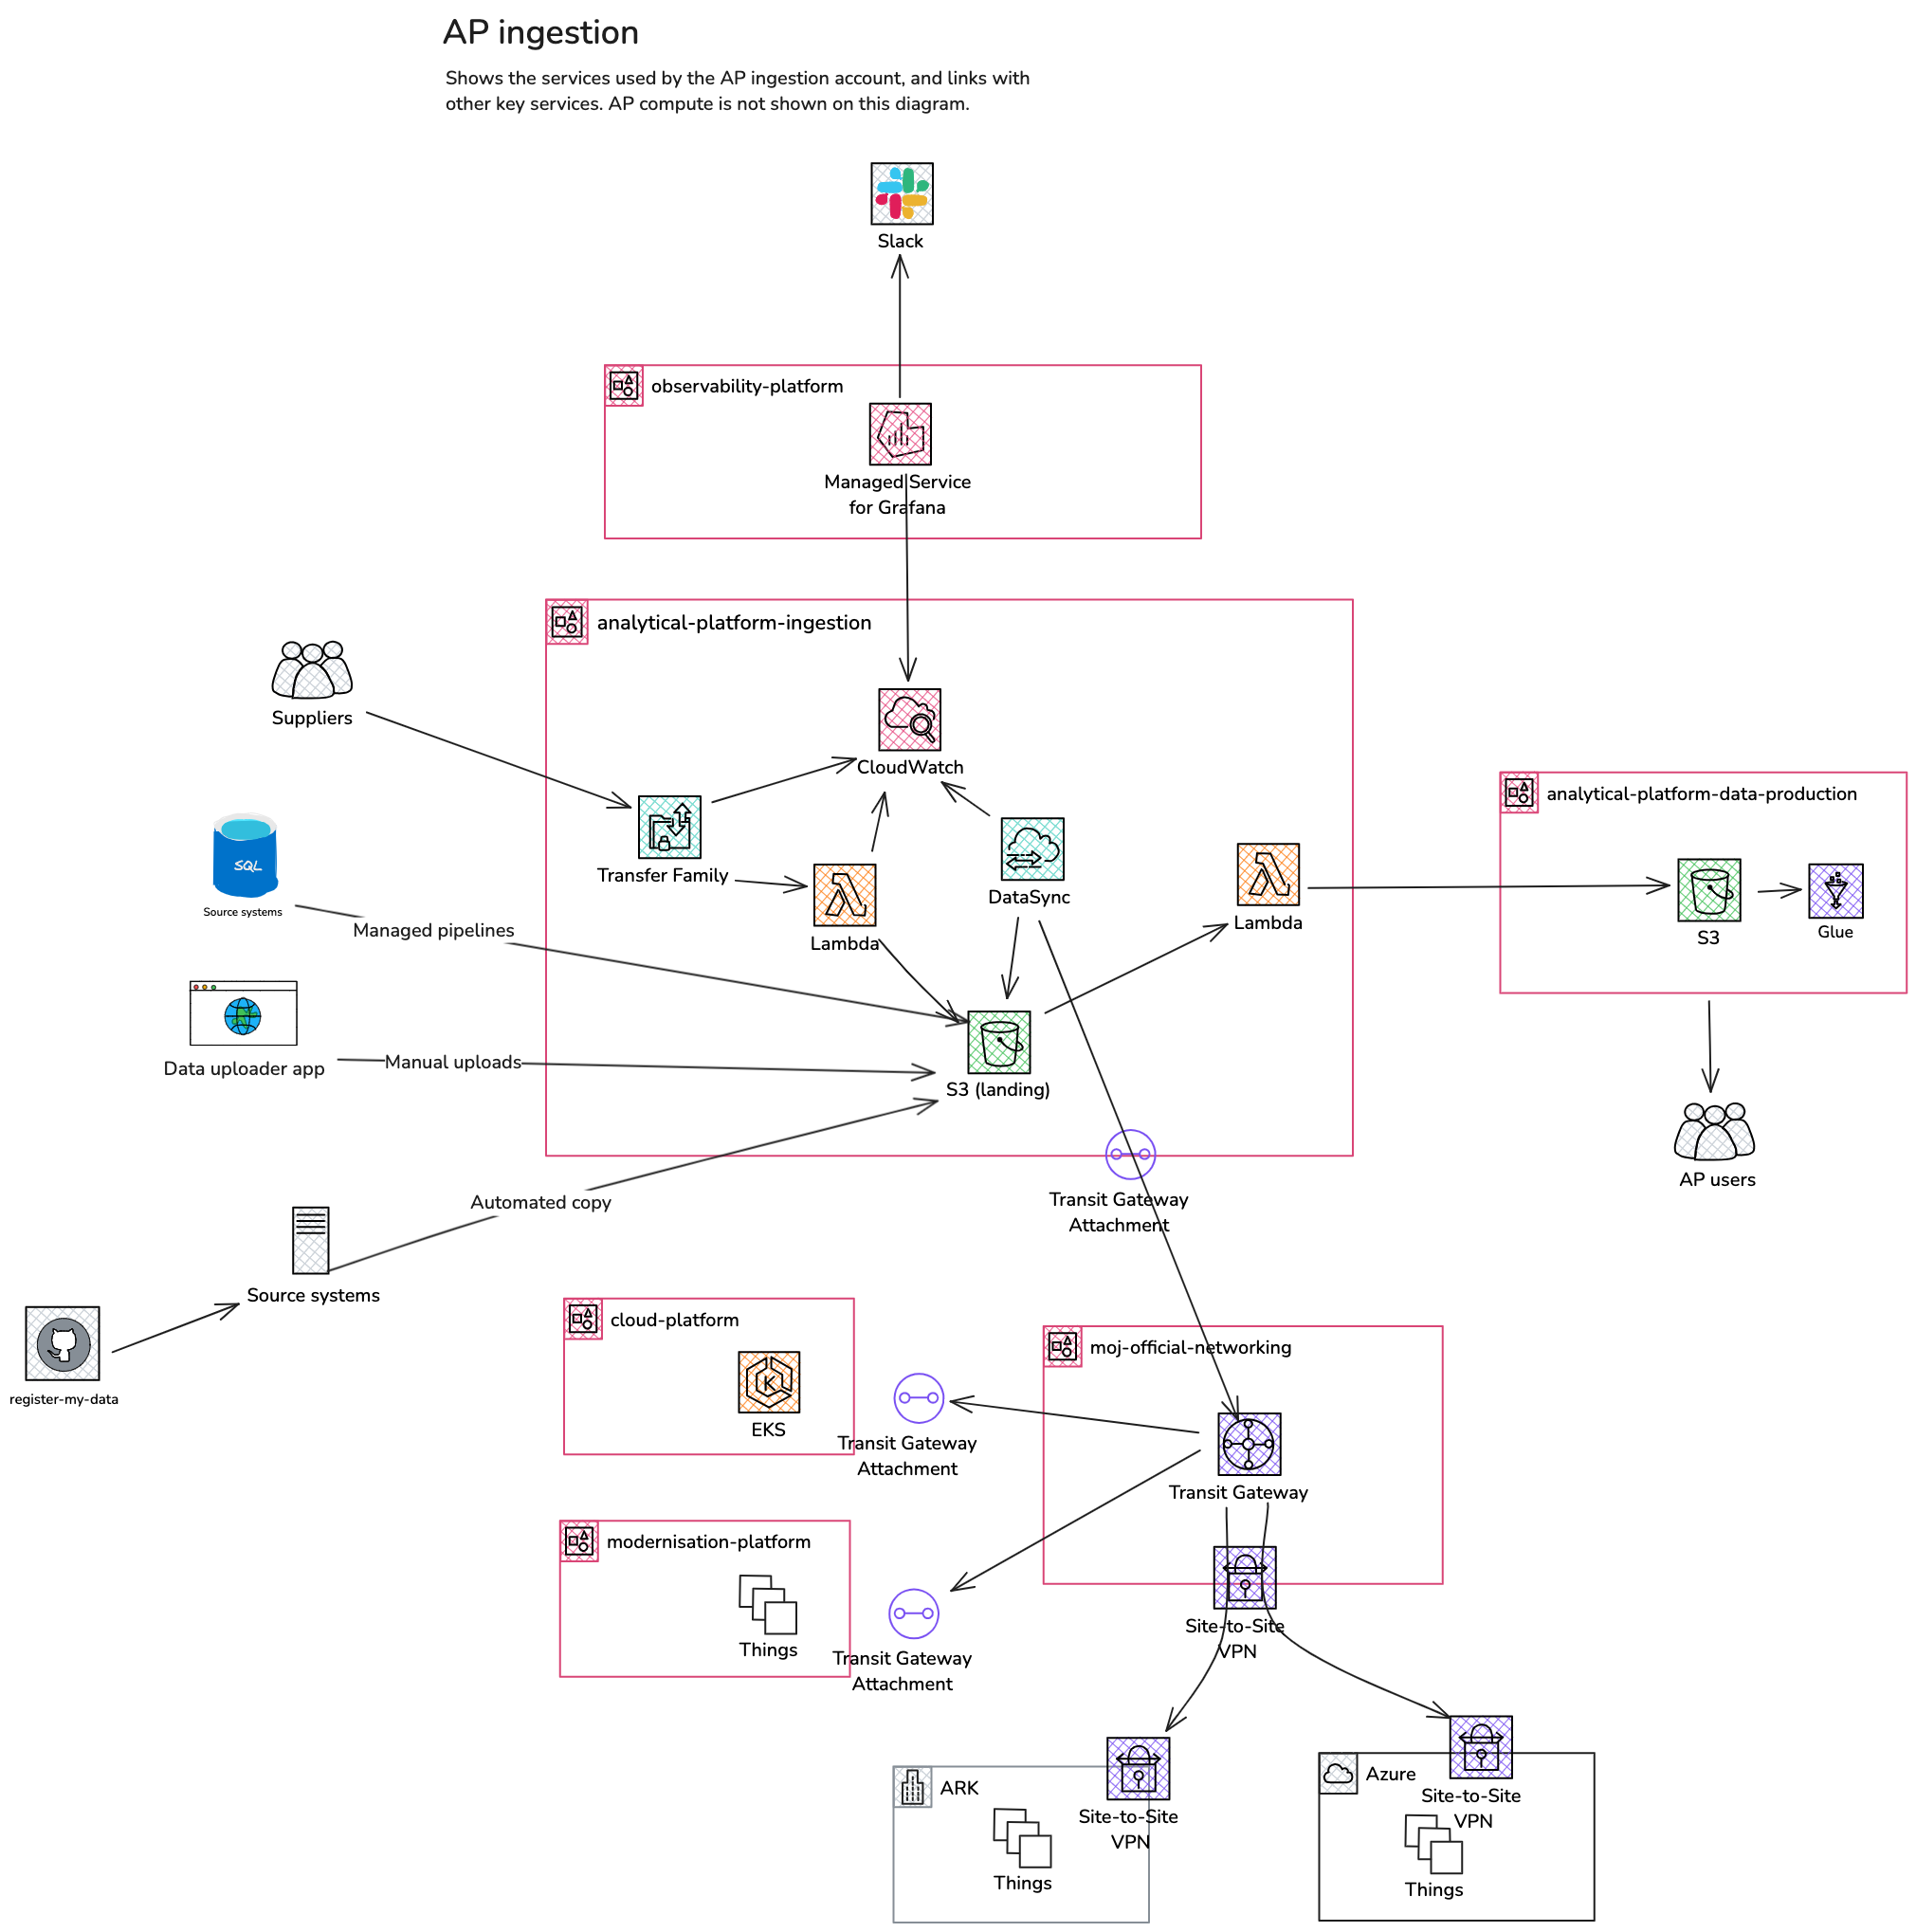 AP ingestion
Shows the services used by the AP ingestion account, and links with
other key services. AP compute is not shown on this diagram.
Slack
observability-platform
Managed Service
for Grafana
analytical-platform-ingestion
Suppliers
CloudWatch
analytical-platform-data-production
SQL
Transfer Family
DataSync
Source systems
Lambda
Lambda
S3
Glue
Managed pipelines
Data uploader app
Manual uploads
S3 (landing)
AP users
Automated copy
Transit Gateway
Attachment
Source systems
register-my-data
cloud-platform
K
EKS
moj-official-networking
Transit Gateway
Attachment
Transit Gateway
modernisation-platform
Things
Transit Gateway
Attachment
Site-to-Site
VPN
ARK
Site-to-Site
VPN
Things
Azure
Site-to-Site
VPN
Things